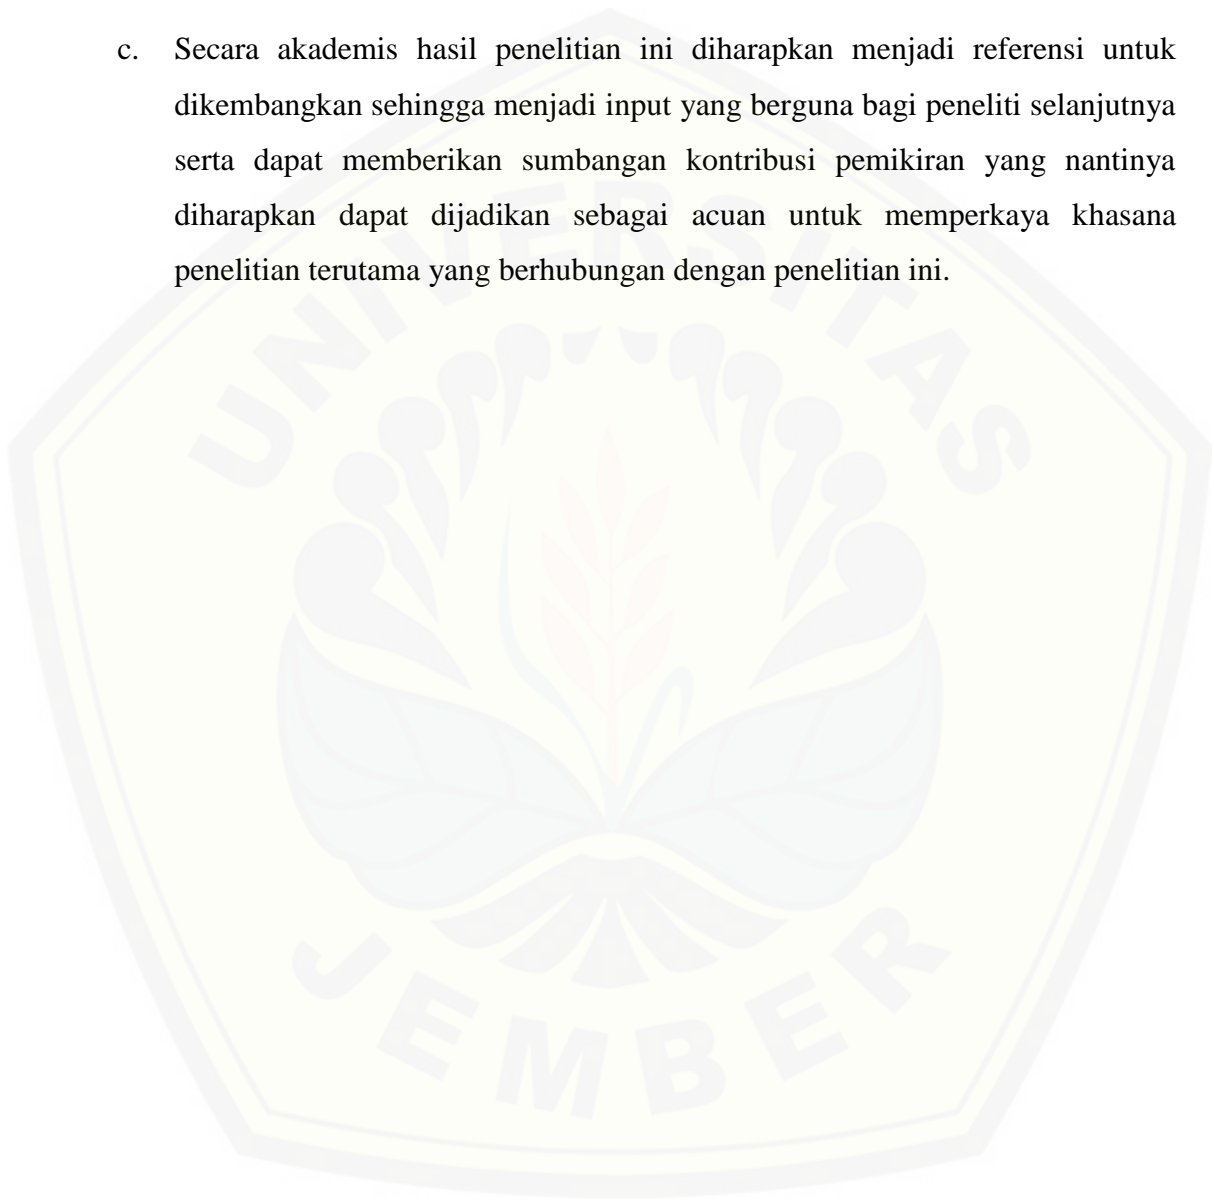 c. Secara akademis hasil penelitian ini diharapkan menjadi referensi untuk
dikembangkan sehingga menjadi input yang berguna bagi peneliti selanjutnya
serta dapat memberikan sumbangan kontribusi pemikiran yang nantinya
diharapkan dapat dijadikan sebagai acuan untuk memperkaya khasana
penelitian terutama yang berhubungan dengan penelitian ini.
UNIVERSITAS
JEMBER